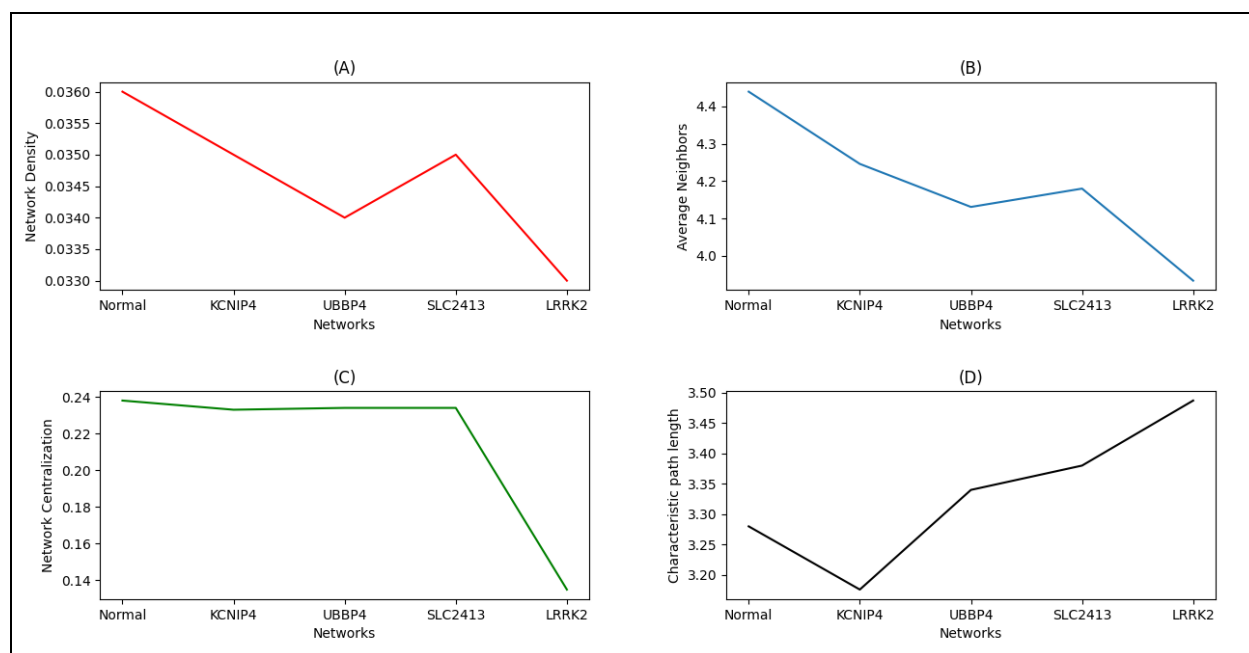 (A)
0.0360
0.0355
0.0350
0.0345
0.0340
0.0335
0.0330
Network Density
Normal KCNIP4 UBBP4 SLC2413 LRRK2
Networks
(B)
4.4
4.3
4.2
4.1
4.0
Average Neighbors
Normal KCNIP4 UBBP4 SLC2413 LRRK2
Networks
(C)
0.24
0.22
0.20
0.18
0.16
0.14
Network Centralization
Normal KCNIP4 UBBP4 SLC2413 LRRK2
Networks
(D)
3.50
3.45
3.40
3.35
3.30
3.25
3.20
Characteristic path length
Normal KCNIP4 UBBP4 SLC2413 LRRK2
Networks